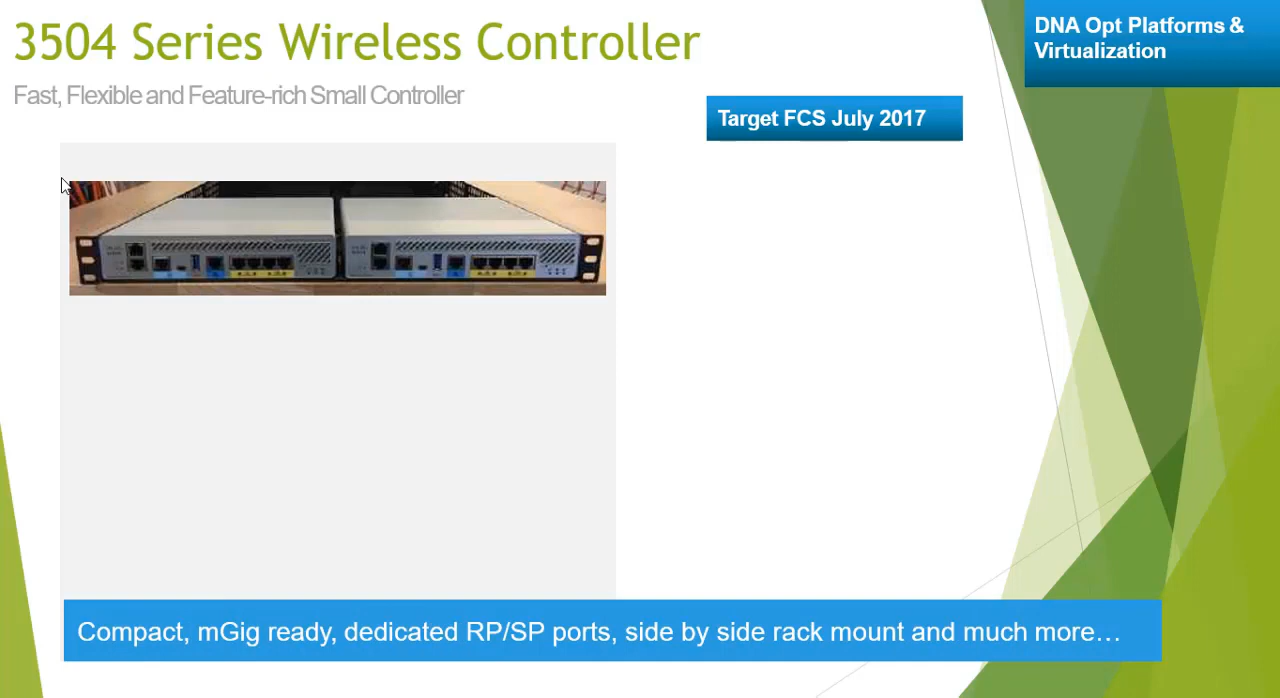 3504 Series Wireless Controller
Fast, Flexible and Feature-rich Small Controller
DNA Opt Platforms &
Virtualization
Target FCS July 2017
Compact, mGig ready, dedicated RP/SP ports, side by side rack mount and much more…